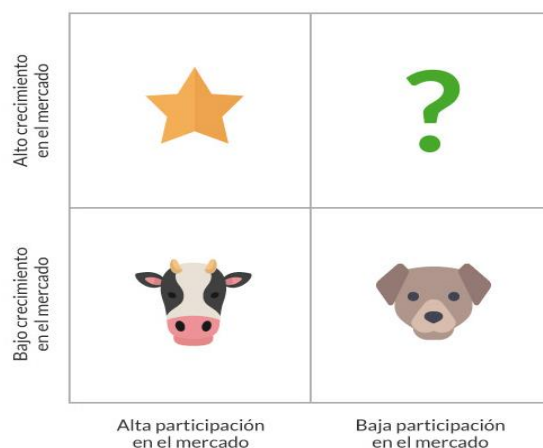 Alto crecimiento
en el mercado
?
Bajo crecimiento
en el mercado
Alta participación
en el mercado
Baja participación
en el mercado